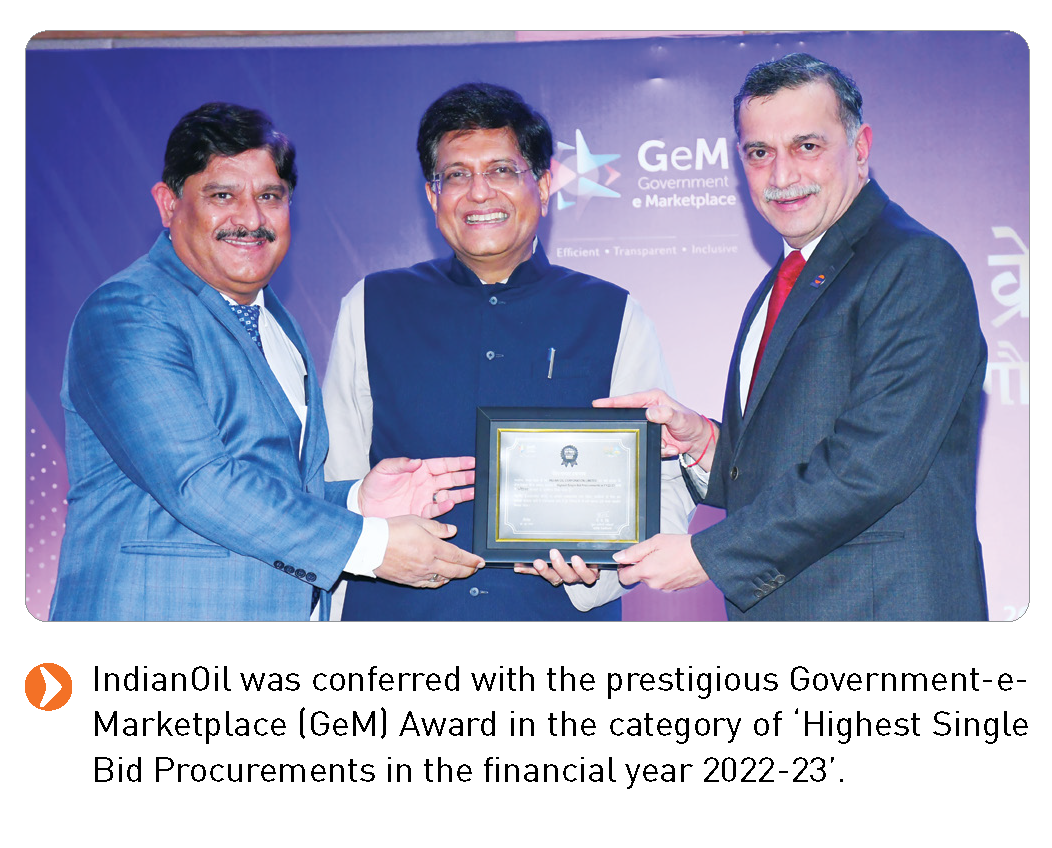 GeM
Government
e Marketplace
Efficient • Transparent • Inclusive
IndianOil was conferred with the prestigious Government-e-
Marketplace (GeM) Award in the category of ‘Highest Single
Bid Procurements in the financial year 2022-23’.